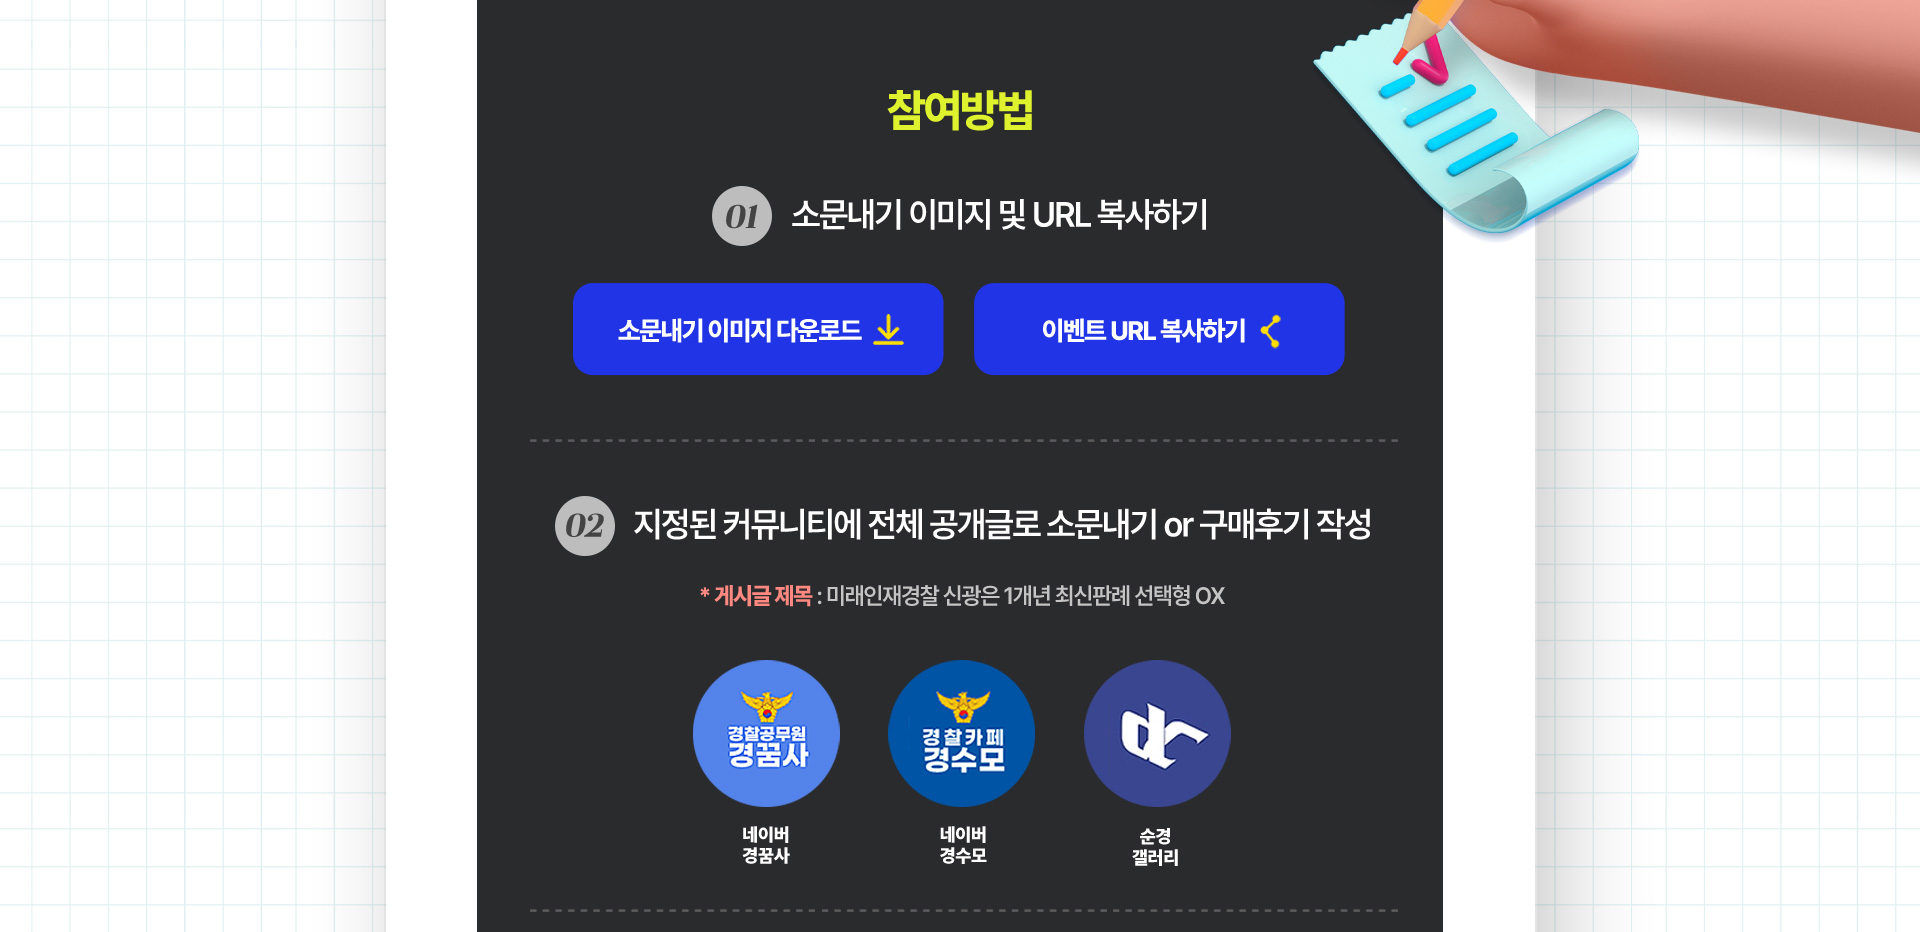 참여방법
01 소문내기 이미지 및 URL 복사하기
소문내기 이미지 다운로드
이벤트 URL 복사하기
02 지정된 커뮤니티에 전체 공개글로 소문내기 or 구매후기 작성
* 게시글 제목 : 미래인재경찰 신광은 1개년 최신판례 선택형 OX
경찰공무원
경꿈사
경찰카페
경수모
dc
네이버
경꿈사
네이버
경수모
순경
갤러리